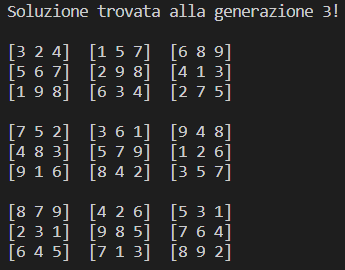 Soluzione trovata alla generazione 3!
[3 2 4] [1 5 7] [6 8 9]
[5 6 7] [2 9 8] [4 1 3]
[1 9 8] [6 3 4] [2 7 5]
[7 5 2] [3 6 1] [9 4 8]
[4 8 3] [5 7 9] [1 2 6]
[9 1 6] [8 4 2] [3 5 7]
[8 7 9] [4 2 6] [5 3 1]
[2 3 1] [9 8 5] [7 6 4]
[6 4 5] [7 1 3] [8 9 2]